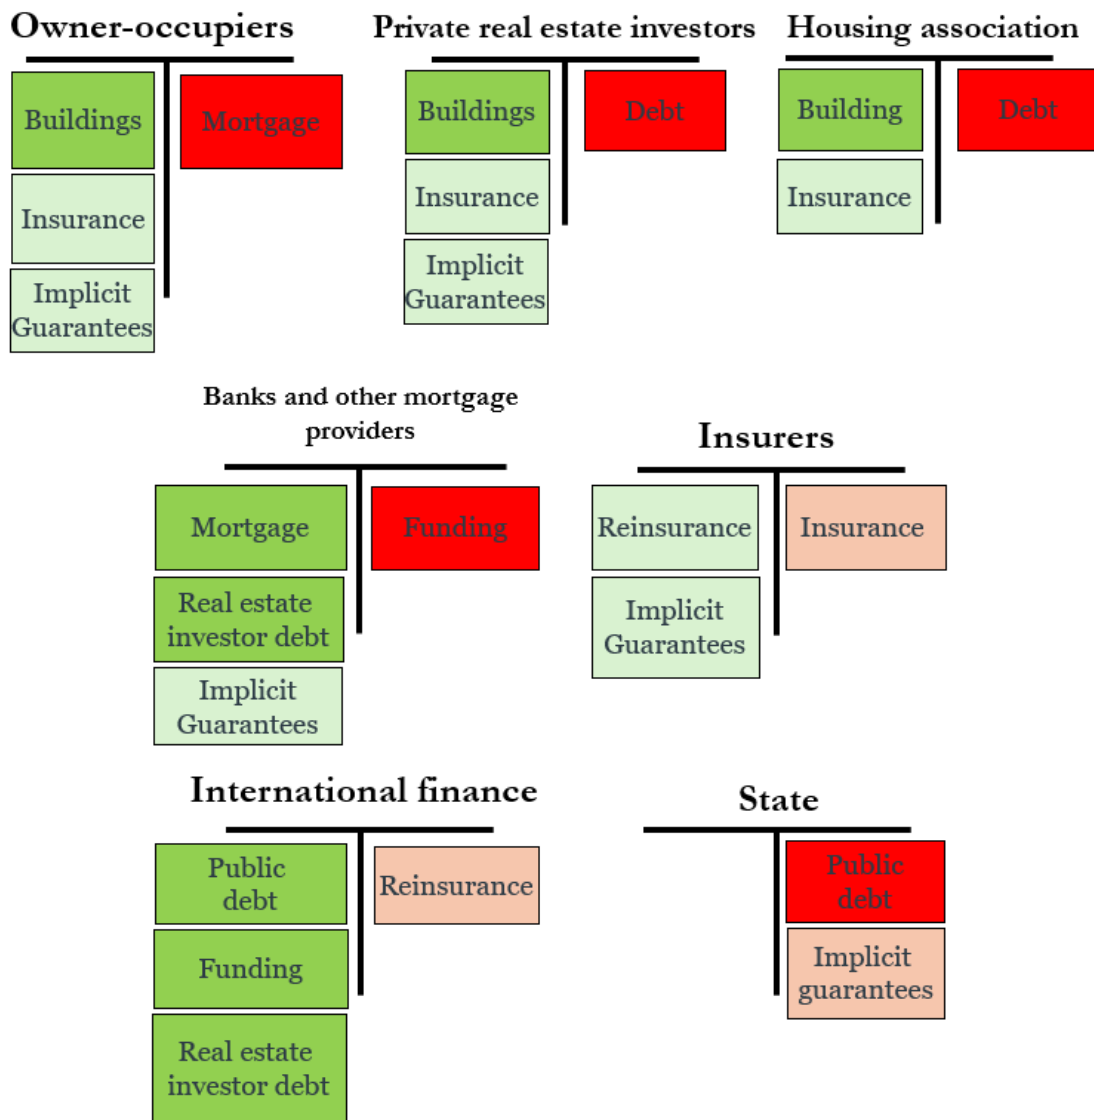 Owner-occupiers
Buildings
Mortgage
Insurance
Implicit
Guarantees
Private real estate investors
Buildings
Debt
Insurance
Implicit
Guarantees
Housing association
Building
Debt
Insurance
Banks and other mortgage
providers
Mortgage
Funding
Real estate
investor debt
Implicit
Guarantees
Insurers
Reinsurance
Insurance
Implicit
Guarantees
International finance
Public
debt
Reinsurance
Funding
Real estate
investor debt
State
Public
debt
Implicit
guarantees